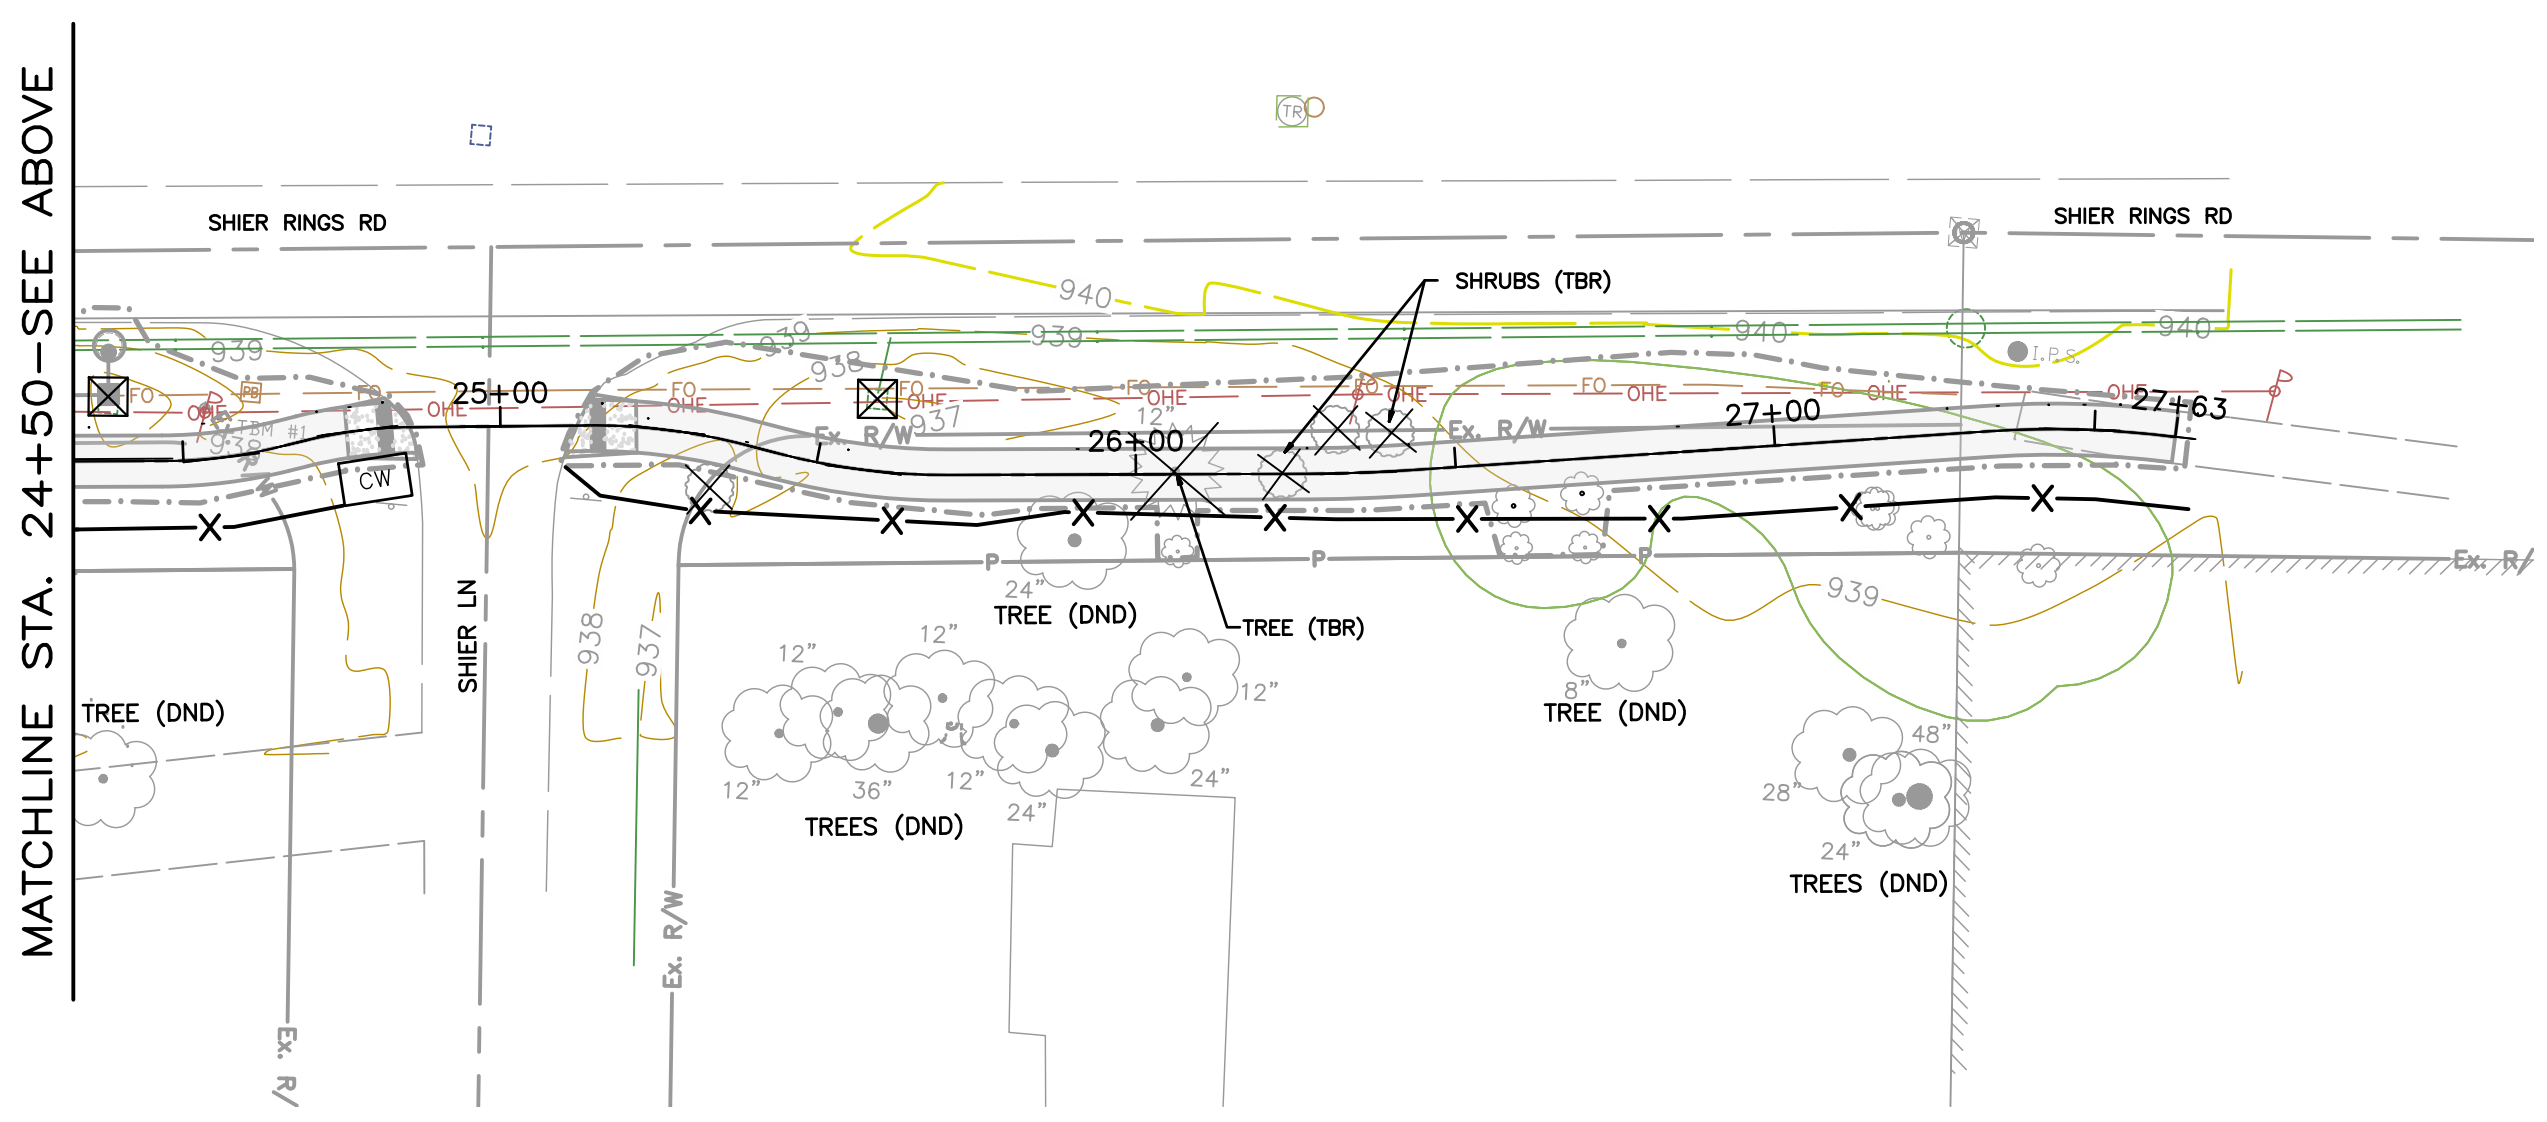 MATCHLINE STA. 24+50-SEE ABOVE
TR
SHIER RINGS RD
SHIER RINGS RD
SHRUBS (TBR)
940
939
939
939
940
940
I.P.S.
938
FO
PB
FO
25+00
FO
FO
FO
FO
FO
FO
OHE
OHE
OHE
OHE
OHE
OHE
OHE
OHE
OHE
27+63
27+00
12"
937
Ex. R/W
26+00
Ex. R/W
TBM #1
938
CW
P
P
P
Ex. R/
24"
TREE (DND)
TREE (TBR)
939
SHIER LN
938
937
12"
12"
12"
8"
TREE (DND)
TREE (DND)
48"
12"
36"
12"
24"
24"
28"
TREES (DND)
24"
TREES (DND)
Ex. R/W
Ex. R/